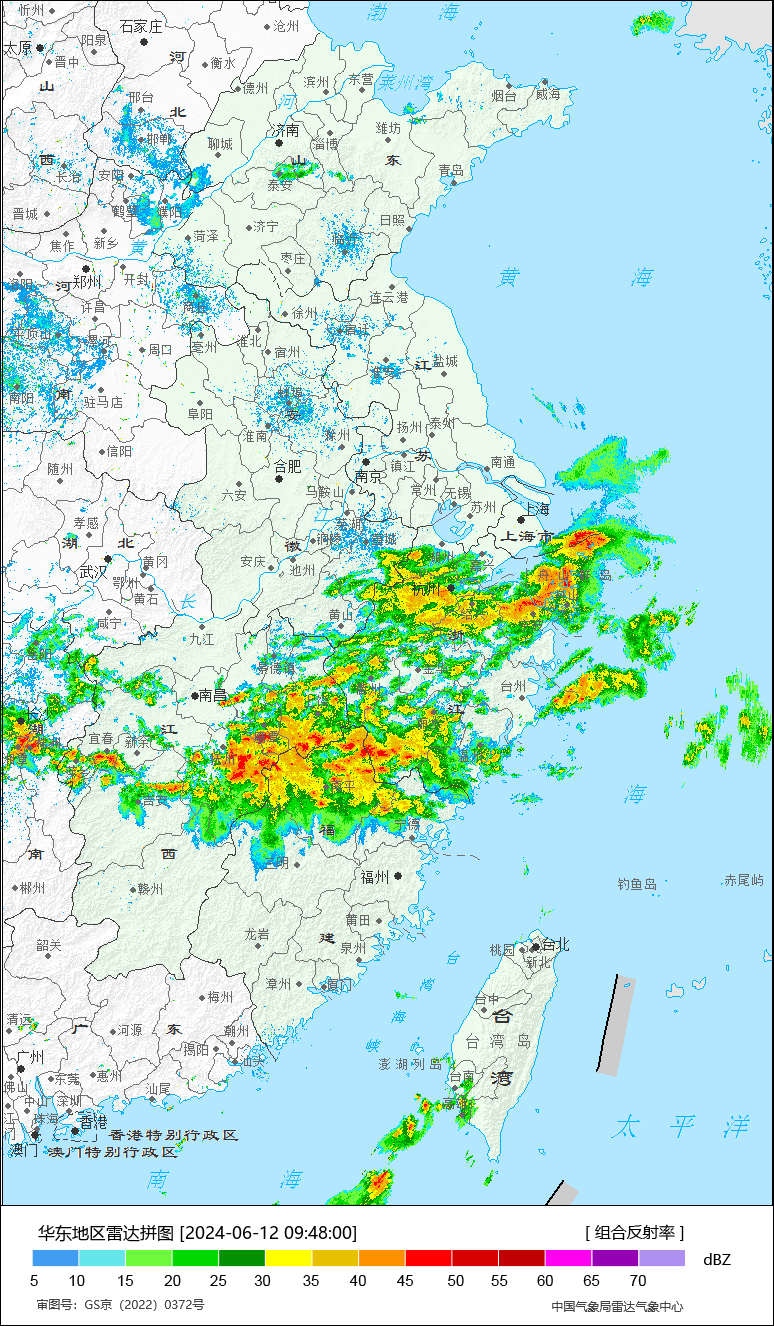 忻州
沧州
渤 海
石家庄
太原
阳泉
河
晋中
衡水
山
德州
滨州
东营
莱州湾
烟台
威海
邢台
北
河
邯郸
聊城
济南
淄博
潍坊
西
山 东
长治
安阳
泰安
青岛
晋城
鹤壁
濮阳
日照
焦作
新乡
黄
菏泽
济宁
枣庄
黄 海
郑州
河
开封
连云港
许昌
徐州
宿迁
漯河
周口
亳州
淮北
宿州
江
盐城
淮安
南阳
南
驻马店
阜阳
蚌埠
安
扬州
泰州
信阳
淮南
滁州
苏
随州
合肥
南京
镇江
南通
六安
马鞍山
常州
无锡
苏州
上海
孝感
芜湖
湖 北
徽
铜陵
宣城
上海市
武汉
黄冈
安庆
池州
嘉兴
鄂州
黄石
长
杭州
咸宁
黄山
九江
景德镇
台州
南昌
江
江
宜春
新余
吉安
海
南
西
福
宁德
郴州
赣州
三明
福州
钓鱼岛
赤尾屿
莆田
韶关
龙岩
建
泉州
桃园
台北
新北
台
漳州
厦门
湾
梅州
台中
清远
广 东
河源
潮州
海
台
台 湾 岛
揭阳
汕头
峡
广州
澎湖列岛
东莞
惠州
台南
湾
佛山
汕尾
中山
深圳
高雄
珠海
香港
香港特别行政区
太 平 洋
澳门
澳门特别行政区
南 海
华东地区雷达拼图 [2024-06-12 09:48:00]
[ 组合反射率 ]
5 10 15 20 25 30 35 40 45 50 55 60 65 70
dBZ
审图号：GS京（2022）0372号
中国气象局雷达气象中心